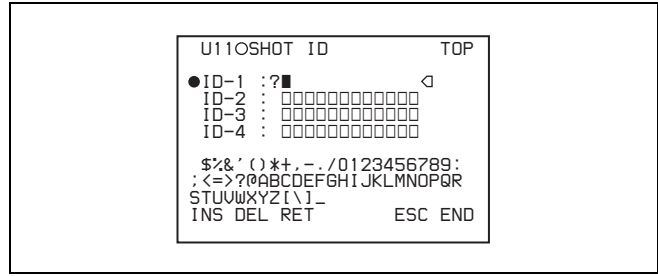 U11○SHOT ID TOP
●ID-1 :?■ ◁
ID-2 : □□□□□□□□□□□□
ID-3 : □□□□□□□□□□□□
ID-4 : □□□□□□□□□□□□
$%&'()*+,-./0123456789:
;<=>?@ABCDEFGHIJKLMNOPQR
STUVWXYZ[\]_
INS DEL RET ESC END